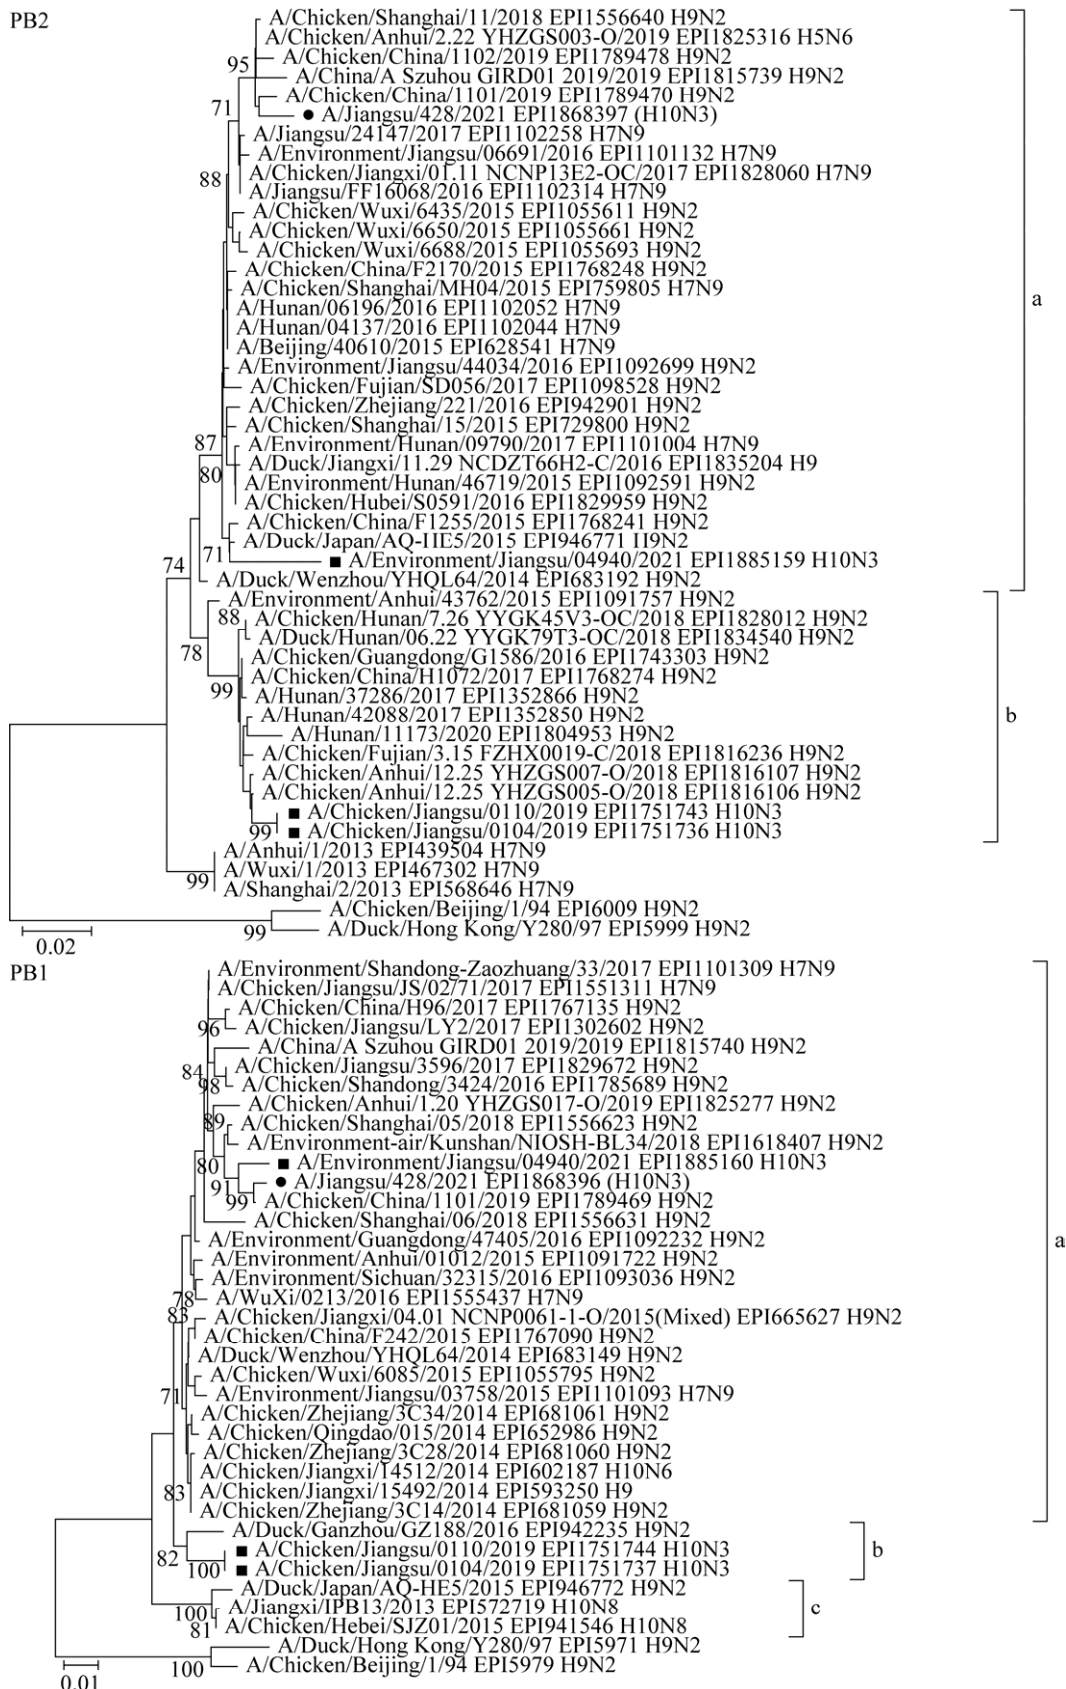 PB2
A/Chicken/Shanghai/11/2018 EPI1556640 H9N2
A/Chicken/Anhui/2.22 YHZGS003-O/2019 EPI1825316 H5N6
A/Chicken/China/1102/2019 EPI1789478 H9N2
95
A/China/A Szuhou GIRD01 2019/2019 EPI1815739 H9N2
A/Chicken/China/1101/2019 EPI1789470 H9N2
71
A/Jiangsu/428/2021 EPI1868397 (H10N3)
A/Jiangsu/24147/2017 EPI1102258 H7N9
A/Environment/Jiangsu/06691/2016 EPI1101132 H7N9
A/Chicken/Jiangxi/01.11 NCNP13E2-OC/2017 EPI1828060 H7N9
88
A/Jiangsu/FF16068/2016 EPI1102314 H7N9
A/Chicken/Wuxi/6435/2015 EPI1055611 H9N2
A/Chicken/Wuxi/6650/2015 EPI1055661 H9N2
A/Chicken/Wuxi/6688/2015 EPI1055693 H9N2
A/Chicken/China/F2170/2015 EPI1768248 H9N2
A/Chicken/Shanghai/MH04/2015 EPI759805 H7N9
a
A/Hunan/06196/2016 EPI1102052 H7N9
A/Hunan/04137/2016 EPI1102044 H7N9
A/Beijing/40610/2015 EPI628541 H7N9
A/Environment/Jiangsu/44034/2016 EPI1092699 H9N2
A/Chicken/Fujian/SD056/2017 EPI1098528 H9N2
A/Chicken/Zhejiang/221/2016 EPI942901 H9N2
A/Chicken/Shanghai/15/2015 EPI729800 H9N2
87
A/Environment/Hunan/09790/2017 EPI1101004 H7N9
A/Duck/Jiangxi/11.29 NCDZT66H2-C/2016 EPI1835204 H9
80
A/Environment/Hunan/46719/2015 EPI1092591 H9N2
A/Chicken/Hubei/S0591/2016 EPI1829959 H9N2
A/Chicken/China/F1255/2015 EPI1768241 H9N2
A/Duck/Japan/AQ-HE5/2015 EPI946771 H9N2
71
A/Environment/Jiangsu/04940/2021 EPI1885159 H10N3
74
A/Duck/Wenzhou/YHQL64/2014 EPI683192 H9N2
A/Environment/Anhui/43762/2015 EPI1091757 H9N2
88
A/Chicken/Hunan/7.26 YYGK45V3-OC/2018 EPI1828012 H9N2
A/Duck/Hunan/06.22 YYGK79T3-OC/2018 EPI1834540 H9N2
78
A/Chicken/Guangdong/G1586/2016 EPI1743303 H9N2
A/Chicken/China/H1072/2017 EPI1768274 H9N2
99
A/Hunan/37286/2017 EPI1352866 H9N2
A/Hunan/42088/2017 EPI1352850 H9N2
b
A/Hunan/11173/2020 EPI1804953 H9N2
A/Chicken/Fujian/3.15 FZHX0019-C/2018 EPI1816236 H9N2
A/Chicken/Anhui/12.25 YHZGS007-O/2018 EPI1816107 H9N2
A/Chicken/Anhui/12.25 YHZGS005-O/2018 EPI1816106 H9N2
A/Chicken/Jiangsu/0110/2019 EPI1751743 H10N3
99
A/Chicken/Jiangsu/0104/2019 EPI1751736 H10N3
A/Anhui/1/2013 EPI439504 H7N9
A/Wuxi/1/2013 EPI467302 H7N9
99
A/Shanghai/2/2013 EPI568646 H7N9
A/Chicken/Beijing/1/94 EPI6009 H9N2
99
A/Duck/Hong Kong/Y280/97 EPI5999 H9N2
0.02
PB1
A/Environment/Shandong-Zaozhuang/33/2017 EPI1101309 H7N9
A/Chicken/Jiangsu/JS/02/71/2017 EPI1551311 H7N9
A/Chicken/China/H96/2017 EPI1767135 H9N2
96
A/Chicken/Jiangsu/LY2/2017 EPI1302602 H9N2
A/China/A Szuhou GIRD01 2019/2019 EPI1815740 H9N2
84
A/Chicken/Jiangsu/3596/2017 EPI1829672 H9N2
98
A/Chicken/Shandong/3424/2016 EPI1785689 H9N2
A/Chicken/Anhui/1.20 YHZGS017-O/2019 EPI1825277 H9N2
89
A/Chicken/Shanghai/05/2018 EPI1556623 H9N2
A/Environment-air/Kunshan/NIOSH-BL34/2018 EPI1618407 H9N2
80
A/Environment/Jiangsu/04940/2021 EPI1885160 H10N3
91
A/Jiangsu/428/2021 EPI1868396 (H10N3)
99
A/Chicken/China/1101/2019 EPI1789469 H9N2
A/Chicken/Shanghai/06/2018 EPI1556631 H9N2
A/Environment/Guangdong/47405/2016 EPI1092232 H9N2
a
A/Environment/Anhui/01012/2015 EPI1091722 H9N2
A/Environment/Sichuan/32315/2016 EPI1093036 H9N2
78
A/WuXi/0213/2016 EPI1555437 H7N9
83
A/Chicken/Jiangxi/04.01 NCNP0061-1-O/2015(Mixed) EPI665627 H9N2
A/Chicken/China/F242/2015 EPI1767090 H9N2
A/Duck/Wenzhou/YHQL64/2014 EPI683149 H9N2
A/Chicken/Wuxi/6085/2015 EPI1055795 H9N2
71
A/Environment/Jiangsu/03758/2015 EPI1101093 H7N9
A/Chicken/Zhejiang/3C34/2014 EPI681061 H9N2
A/Chicken/Qingdao/015/2014 EPI652986 H9N2
A/Chicken/Zhejiang/3C28/2014 EPI681060 H9N2
A/Chicken/Jiangxi/14512/2014 EPI602187 H10N6
83
A/Chicken/Jiangxi/15492/2014 EPI593250 H9
A/Chicken/Zhejiang/3C14/2014 EPI681059 H9N2
A/Duck/Ganzhou/GZ188/2016 EPI942235 H9N2
82
A/Chicken/Jiangsu/0110/2019 EPI1751744 H10N3
b
100
A/Chicken/Jiangsu/0104/2019 EPI1751737 H10N3
A/Duck/Japan/AQ-HE5/2015 EPI946772 H9N2
100
A/Jiangxi/IPB13/2013 EPI572719 H10N8
c
81
A/Chicken/Hebei/SJZ01/2015 EPI941546 H10N8
A/Duck/Hong Kong/Y280/97 EPI5971 H9N2
100
A/Chicken/Beijing/1/94 EPI5979 H9N2
0.01